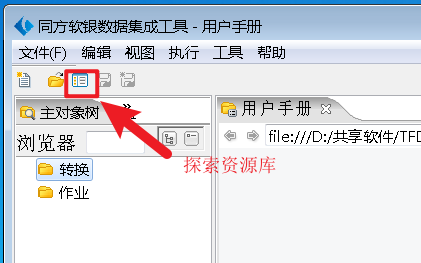 同方软银数据集成工具 - 用户手册
文件(F) 编辑 视图 执行 工具 帮助
主对象树
用户手册
浏览器
file:///D:/共享软件/TFD
探索资源库
转换
作业